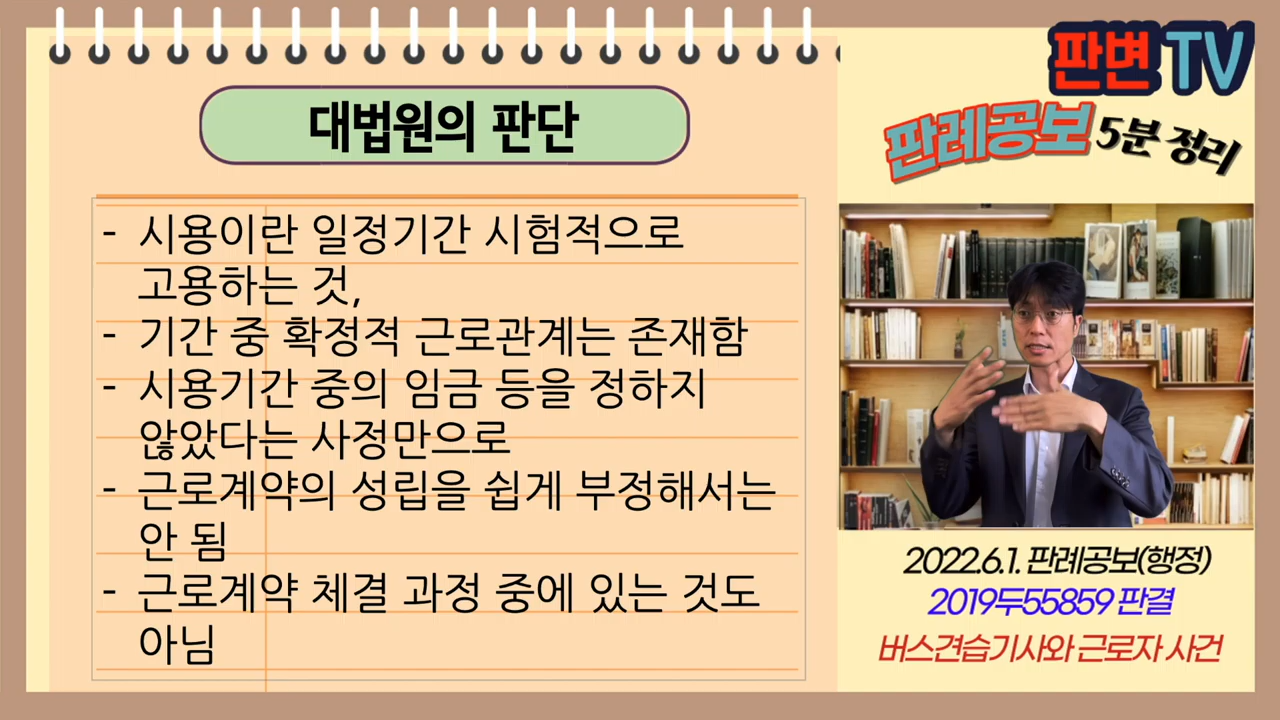 대법원의 판단
- 시용이란 일정기간 시험적으로
고용하는 것,
- 기간 중 확정적 근로관계는 존재함
- 시용기간 중의 임금 등을 정하지
않았다는 사정만으로
- 근로계약의 성립을 쉽게 부정해서는
안 됨
- 근로계약 체결 과정 중에 있는 것도
아님
판변 TV
판례공보 5분 정리
2022.6.1. 판례공보(행정)
2019두55859 판결
버스견습기사와 근로자 사건